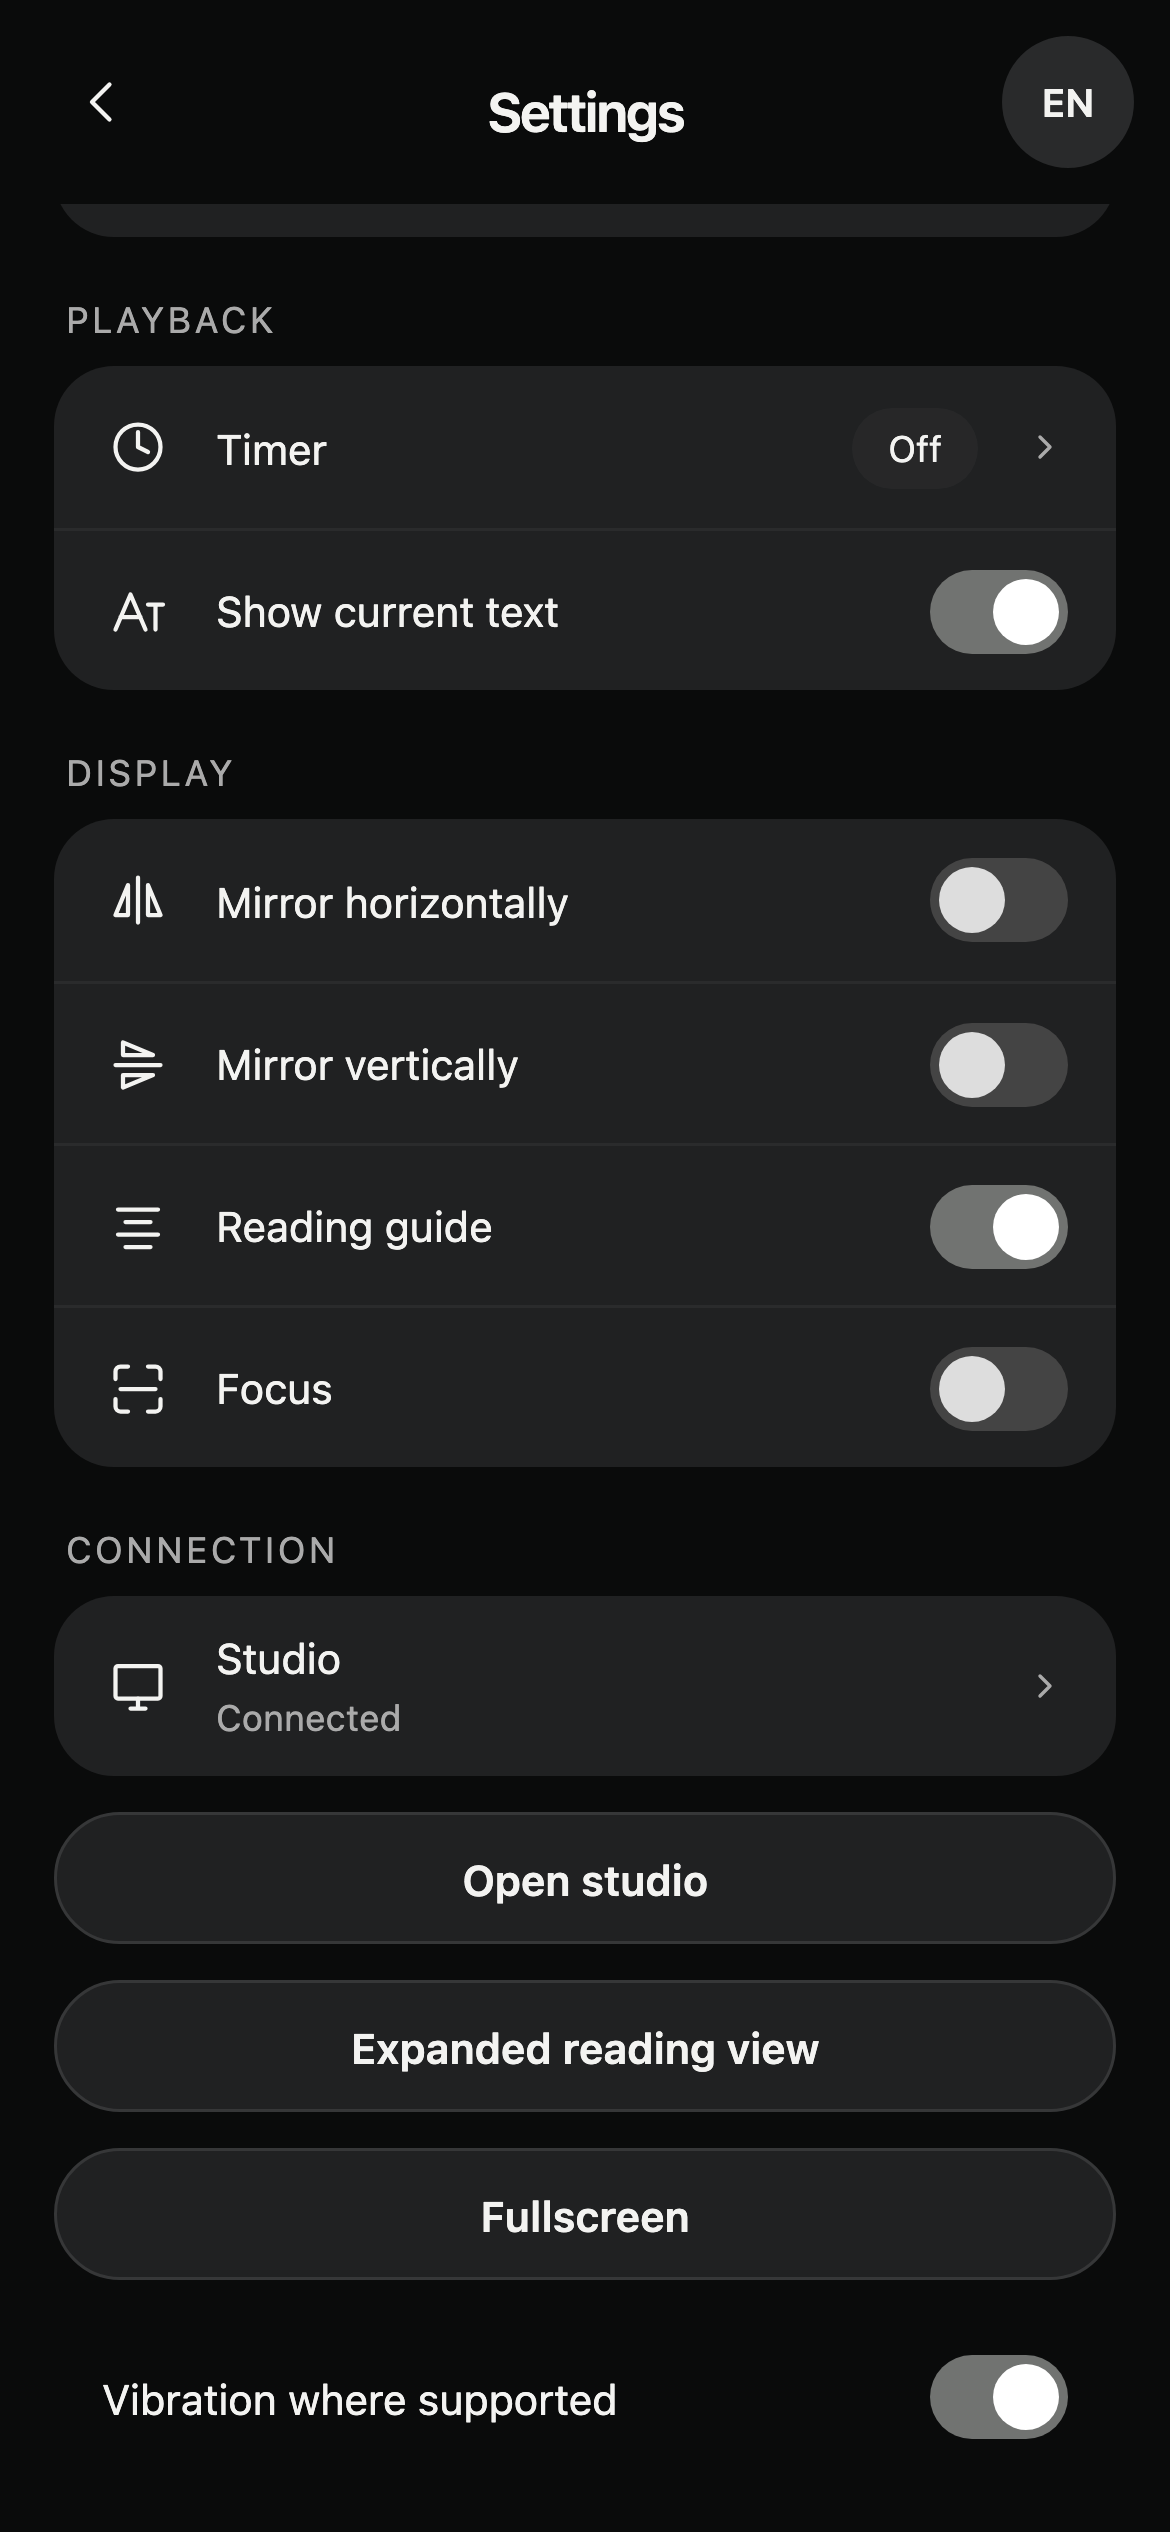 Settings
EN
PLAYBACK
Timer
Off
Show current text
DISPLAY
Mirror horizontally
Mirror vertically
Reading guide
Focus
CONNECTION
Studio
Connected
Open studio
Expanded reading view
Fullscreen
Vibration where supported